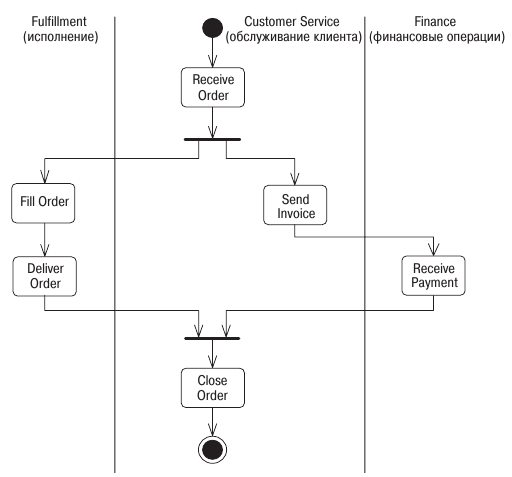 Fulfillment
(исполнение)
Customer Service
(обслуживание клиента)
Finance
(финансовые операции)
Receive
Order
Fill Order
Send
Invoice
Deliver
Order
Receive
Payment
Close
Order